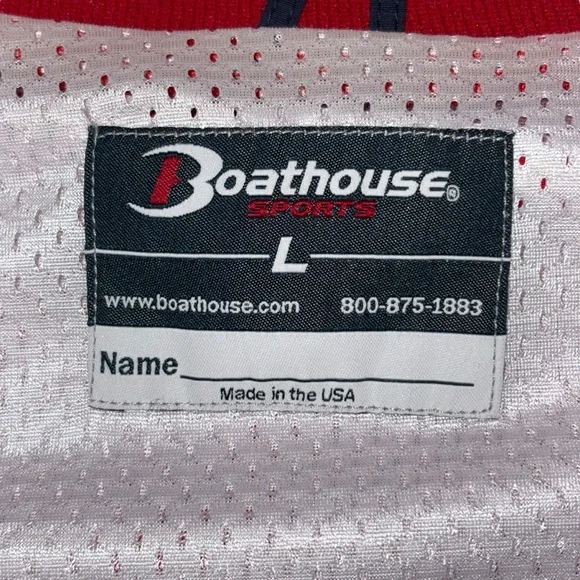 Boathouse®
SPORTS
L
www.boathouse.com 800-875-1883
Name
Made in the USA